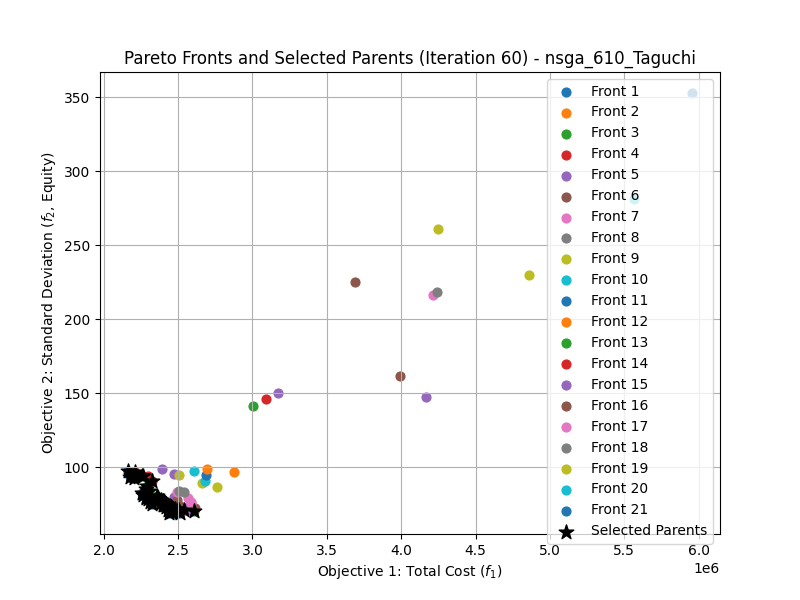 Pareto Fronts and Selected Parents (Iteration 60) - nsga_610_Taguchi
Objective 2: Standard Deviation (f₂, Equity)
350
300
250
200
150
100
Front 1
Front 2
Front 3
Front 4
Front 5
Front 6
Front 7
Front 8
Front 9
Front 10
Front 11
Front 12
Front 13
Front 14
Front 15
Front 16
Front 17
Front 18
Front 19
Front 20
Front 21
Selected Parents
2.0 2.5 3.0 3.5 4.0 4.5 5.0 5.5 6.0
1e6
Objective 1: Total Cost (f₁)